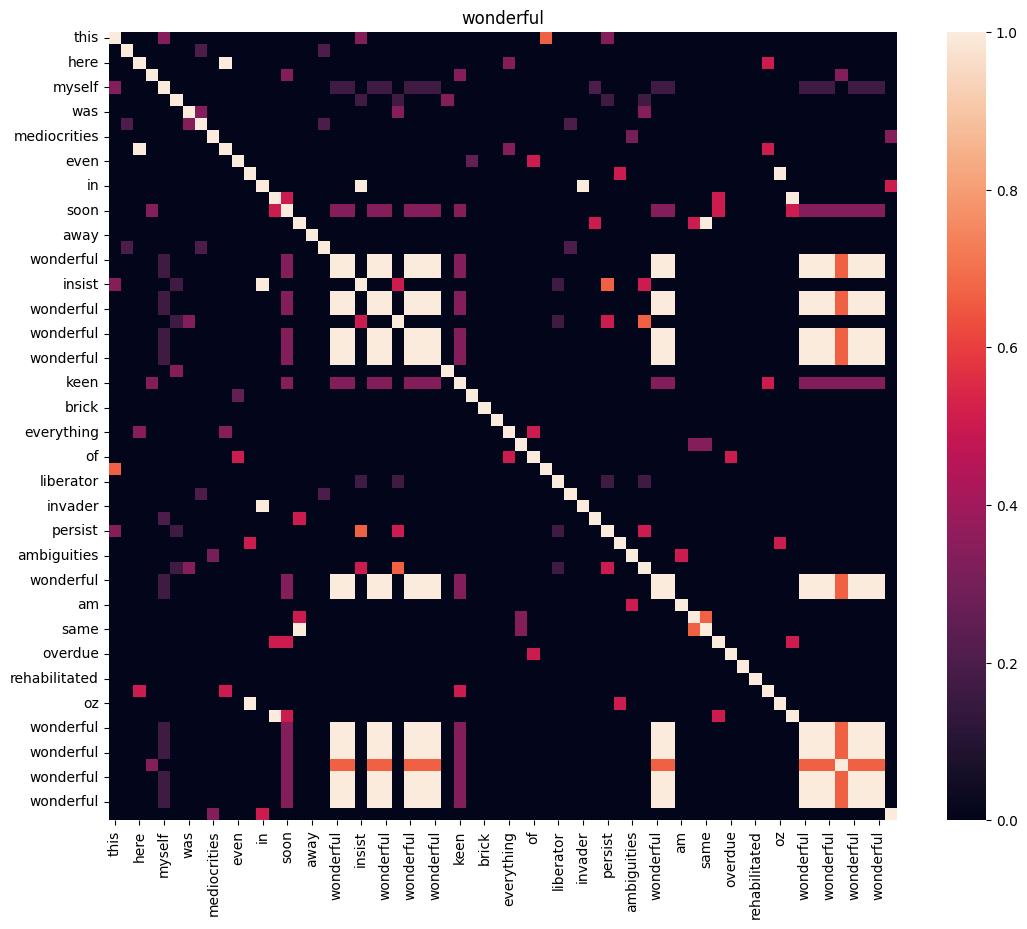 wonderful
this
here
myself
was
mediocrities
even
in
soon
away
wonderful
insist
wonderful
wonderful
wonderful
keen
brick
everything
of
liberator
invader
persist
ambiguities
wonderful
am
same
overdue
rehabilitated
oz
wonderful
wonderful
wonderful
wonderful
1.0
0.8
0.6
0.4
0.2
0.0
this
here
myself
was
mediocrities
even
in
soon
away
wonderful
insist
wonderful
wonderful
wonderful
keen
brick
everything
of
liberator
invader
persist
ambiguities
wonderful
am
same
overdue
rehabilitated
oz
wonderful
wonderful
wonderful
wonderful